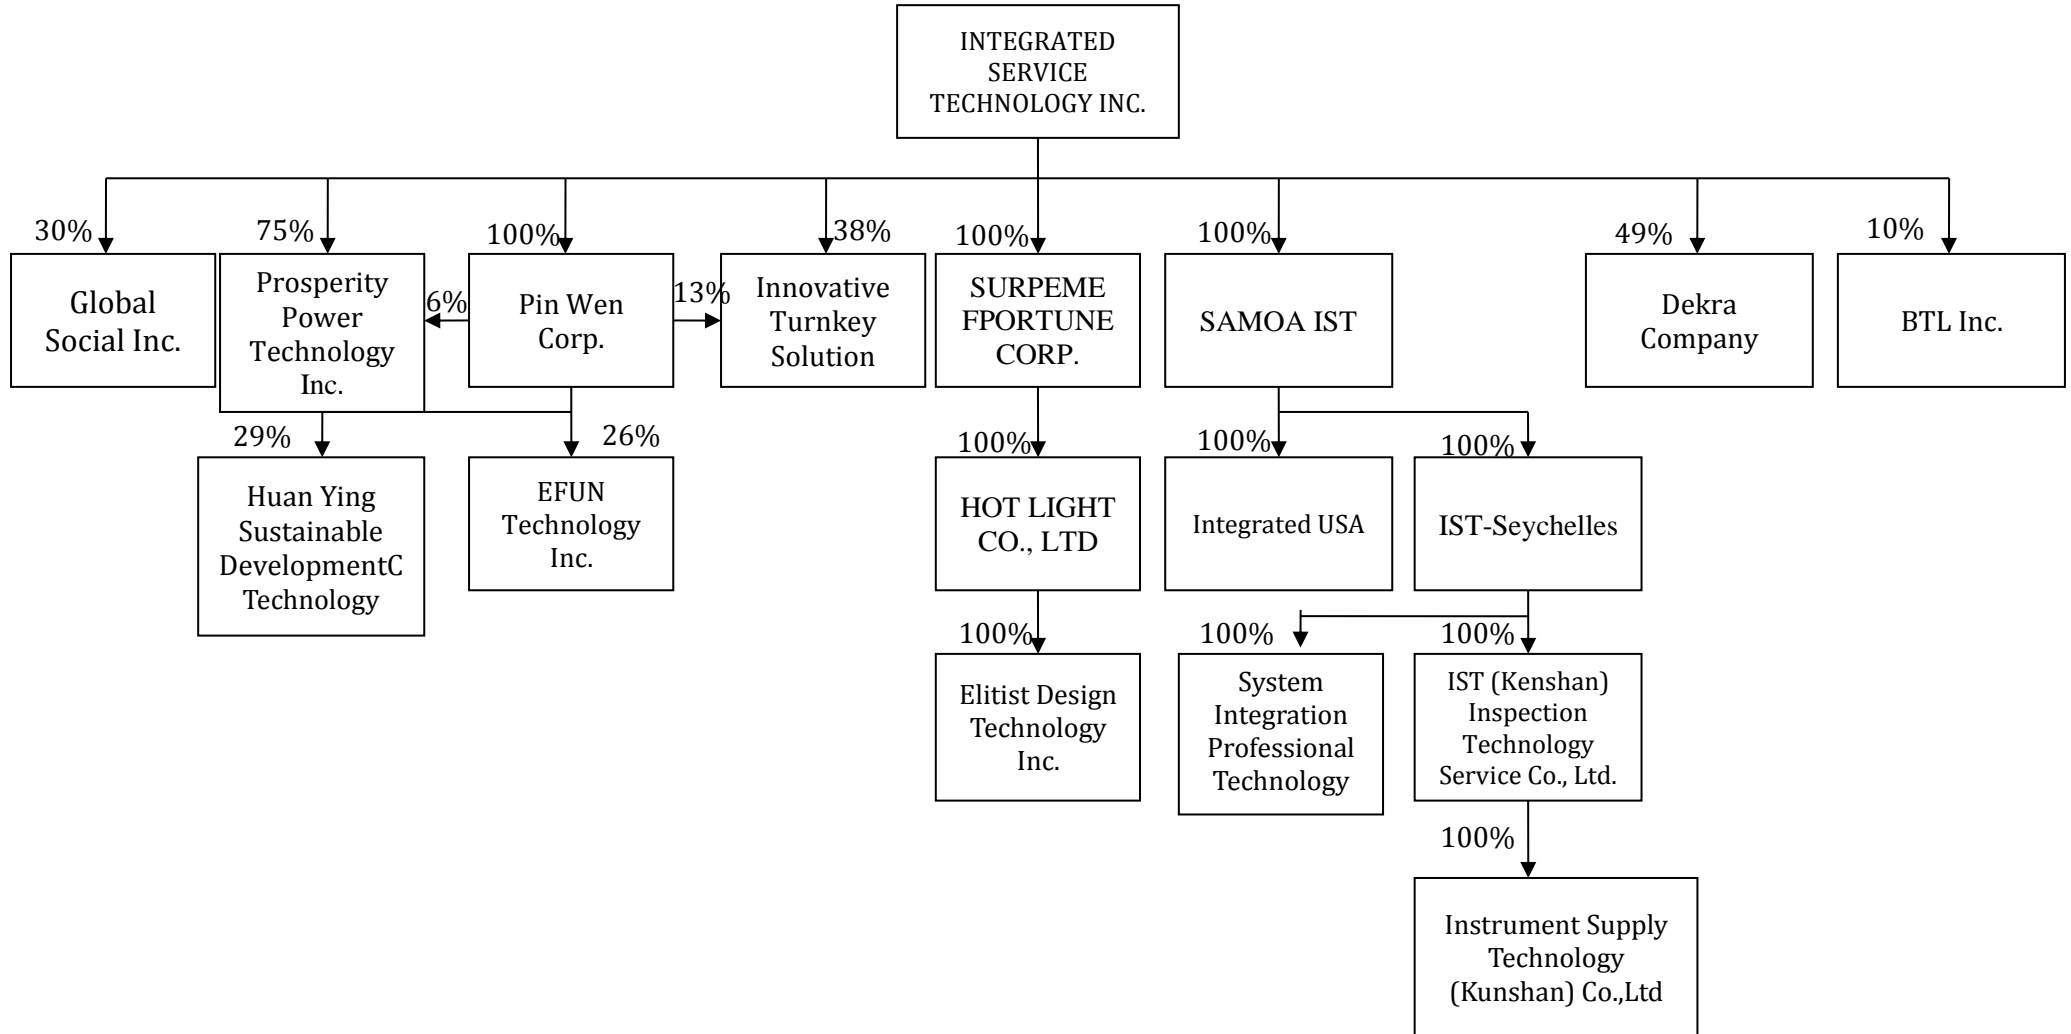 INTEGRATED
SERVICE
TECHNOLOGY INC.
30%
75%
100%
38%
100%
100%
49%
10%
Global
Social Inc.
Prosperity
Power
Technology
Inc.
6%
Pin Wen
Corp.
13%
Innovative
Turnkey
Solution
SURPEME
FPORTUNE
CORP.
SAMOA IST
Dekra
Company
BTL Inc.
29%
26%
100%
100%
100%
Huan Ying
Sustainable
DevelopmentC
Technology
EFUN
Technology
Inc.
HOT LIGHT
CO., LTD
Integrated USA
IST-Seychelles
100%
100%
100%
Elitist Design
Technology
Inc.
System
Integration
Professional
Technology
IST (Kenshan)
Inspection
Technology
Service Co., Ltd.
100%
Instrument Supply
Technology
(Kunshan) Co.,Ltd